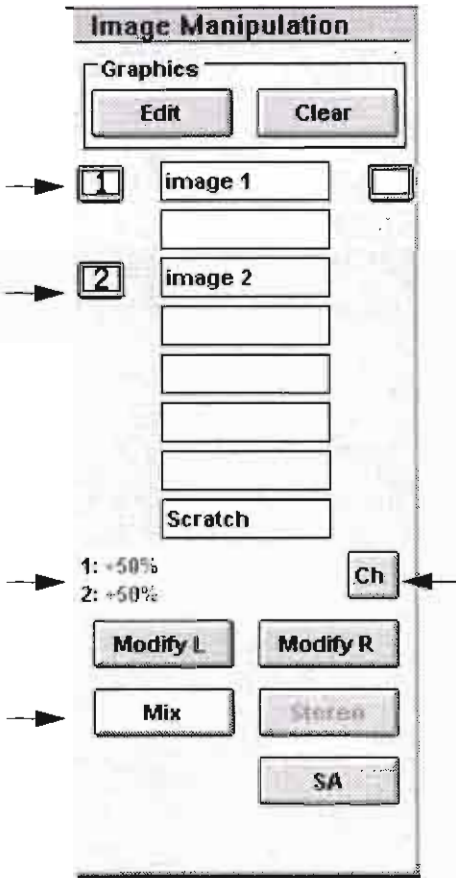 Image Manipulation
Graphics
Edit Clear
1 image 1
2 image 2
Scratch
1: +50%
2: +50% Ch
Modify L Modify R
Mix Stereo
SA